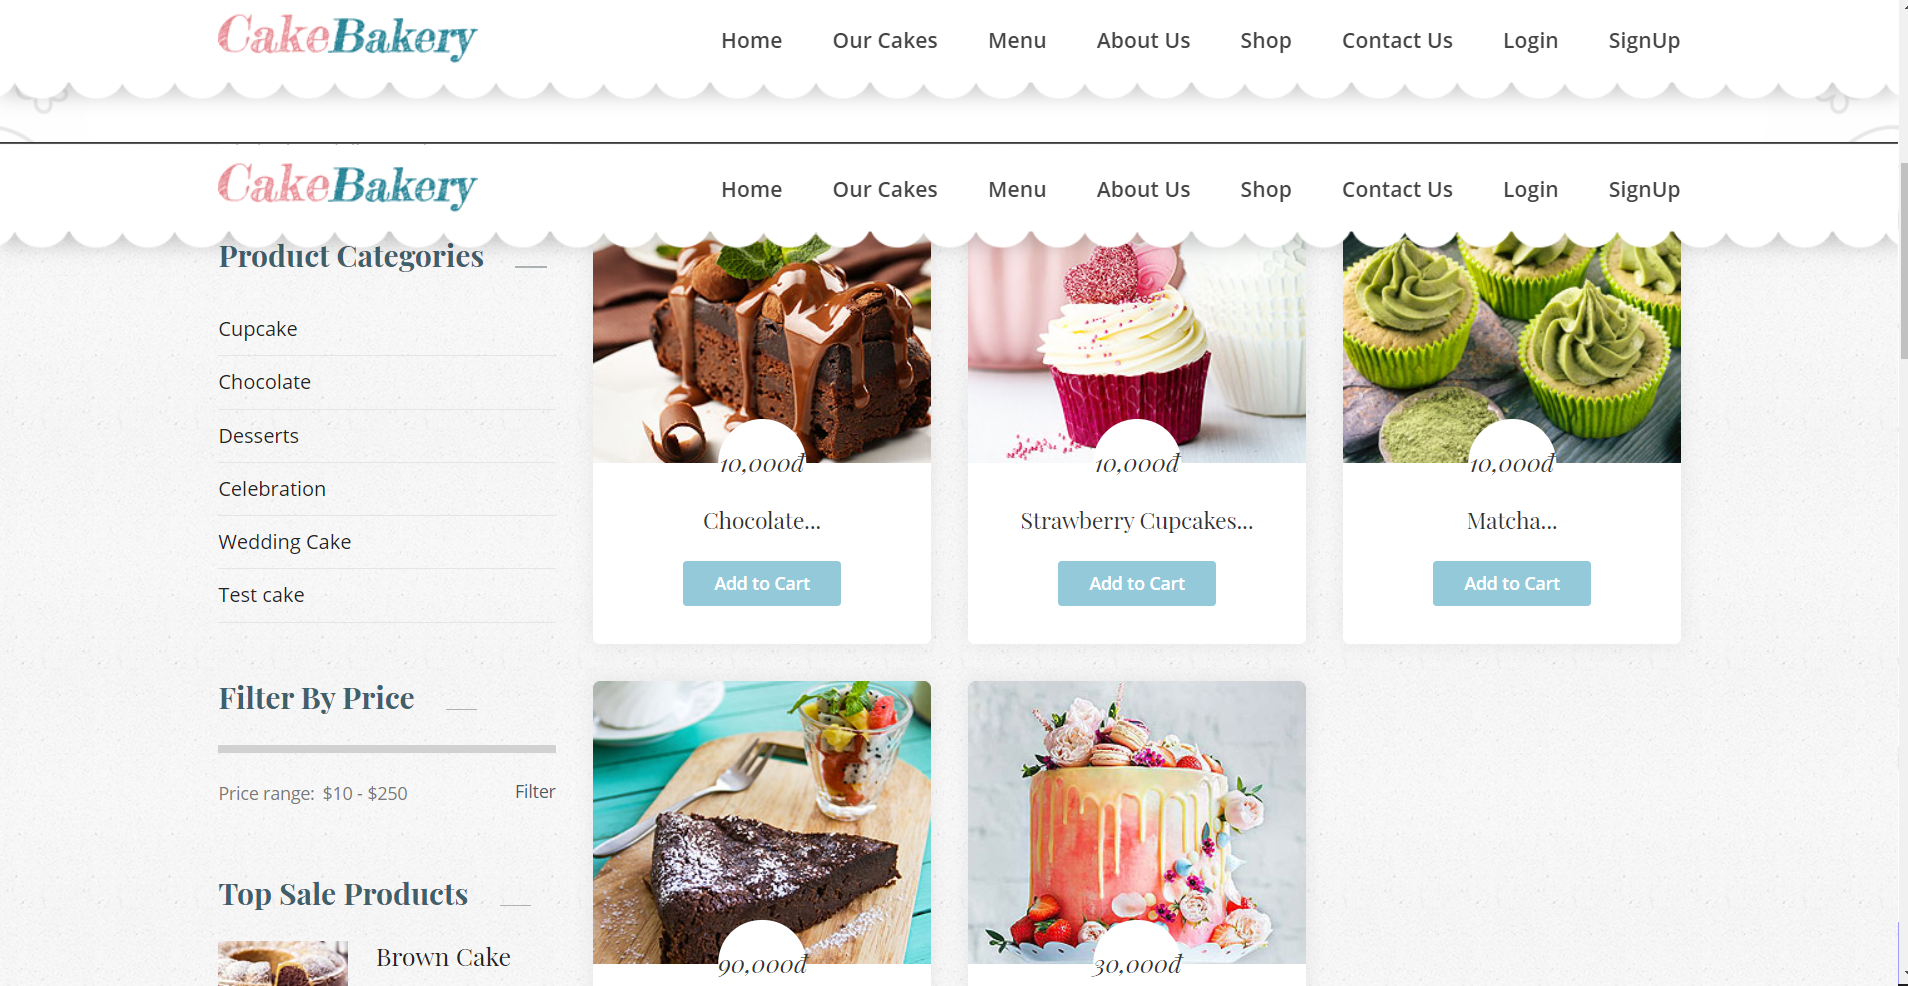 CakeBakery
Home Our Cakes Menu About Us Shop Contact Us Login SignUp
CakeBakery
Home Our Cakes Menu About Us Shop Contact Us Login SignUp
Product Categories
Cupcake
Chocolate
Desserts
Celebration
Wedding Cake
Test cake
Filter By Price
Price range: $10 - $250 Filter
Top Sale Products
Brown Cake
10,000đ
Chocolate...
Add to Cart
10,000đ
Strawberry Cupcakes...
Add to Cart
10,000đ
Matcha...
Add to Cart
90,000đ
30,000đ